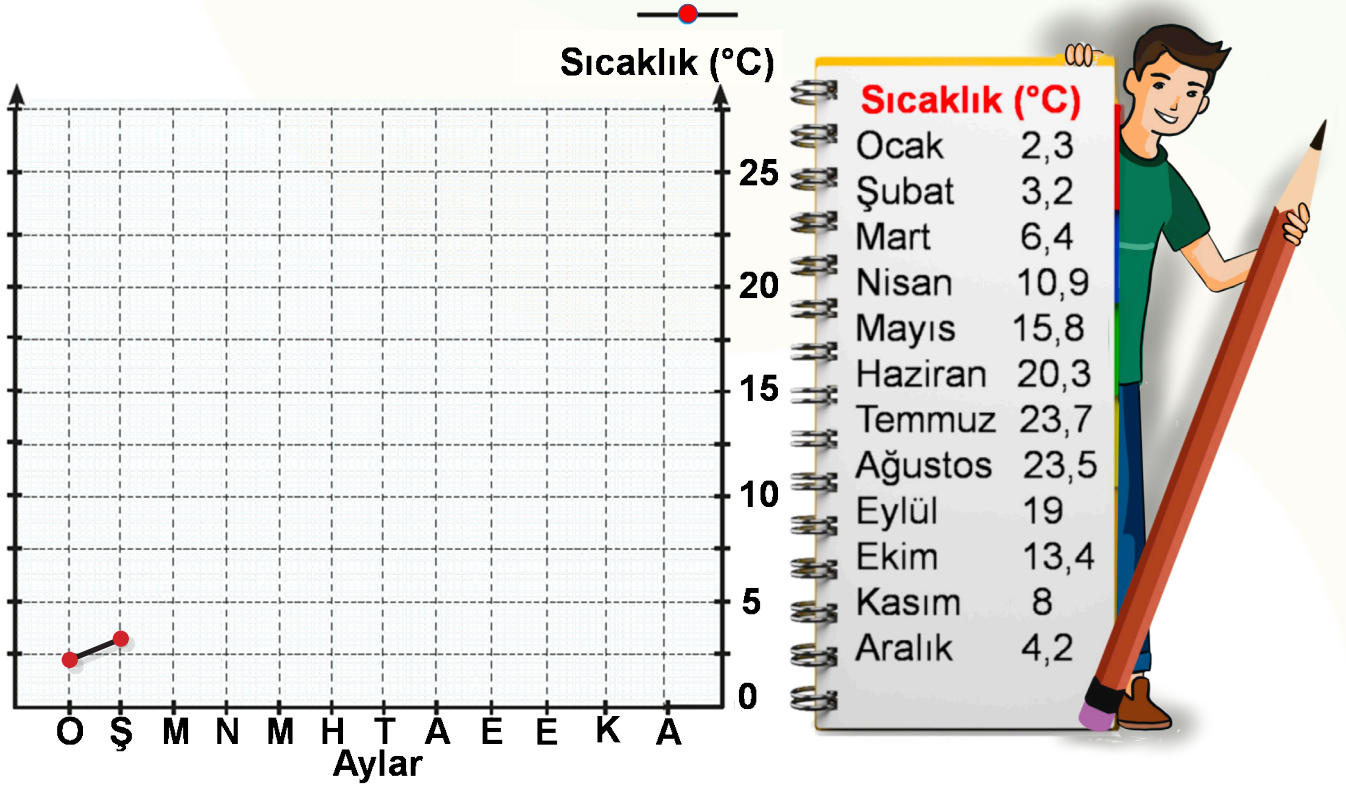 Sıcaklık (°C)
25
20
15
10
5
0
O Ş M N M H T A E E K A
Aylar
Sıcaklık (°C)
Ocak 2,3
Şubat 3,2
Mart 6,4
Nisan 10,9
Mayıs 15,8
Haziran 20,3
Temmuz 23,7
Ağustos 23,5
Eylül 19
Ekim 13,4
Kasım 8
Aralık 4,2